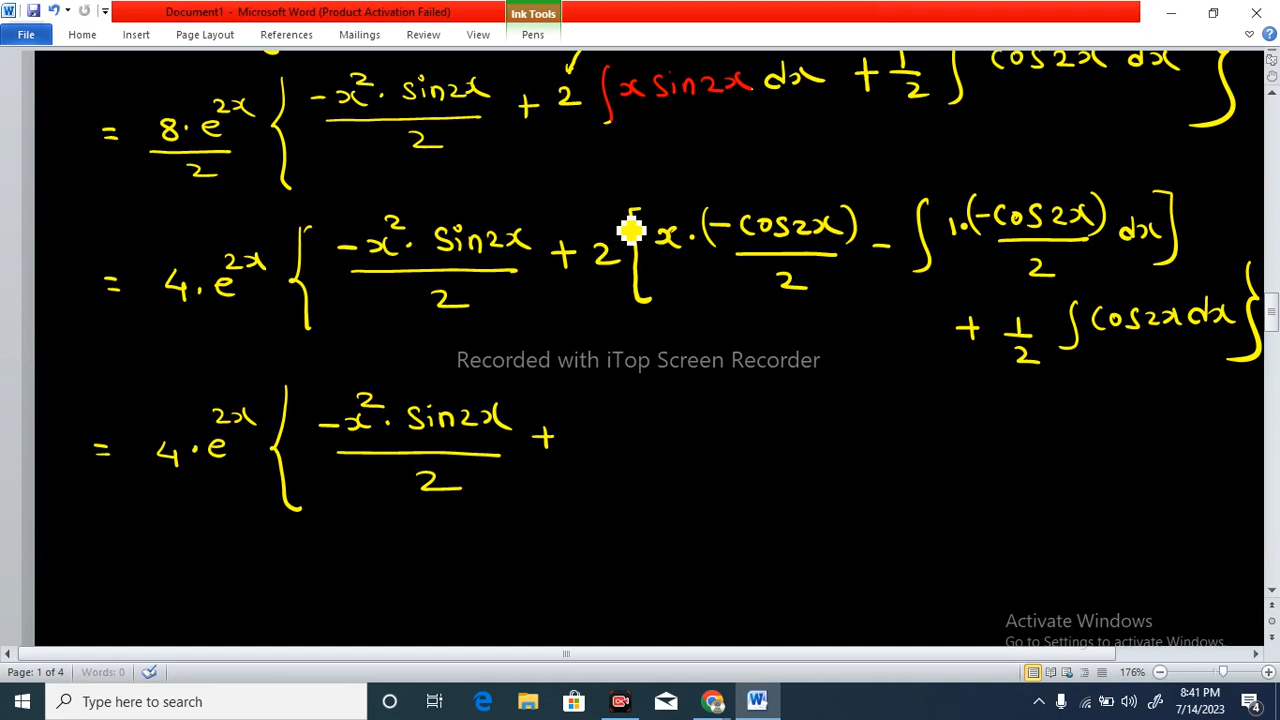 Document1 - Microsoft Word (Product Activation Failed)
Ink Tools
File Home Insert Page Layout References Mailings Review View Pens
= 8·e^2x/2 { -x²·sin2x/2 + 2 ∫x sin2x dx + 1/2 ∫cos2x dx }
= 4·e^2x { -x²·sin2x/2 + 2[ x·(-cos2x)/2 - ∫1·(-cos2x)/2 dx ]
+ 1/2 ∫cos2x dx }
Recorded with iTop Screen Recorder
= 4·e^2x { -x²·sin2x/2 +
Activate Windows
Go to Settings to activate Windows.
Page: 1 of 4 Words: 0 176%
Type here to search
8:41 PM
7/14/2023
4